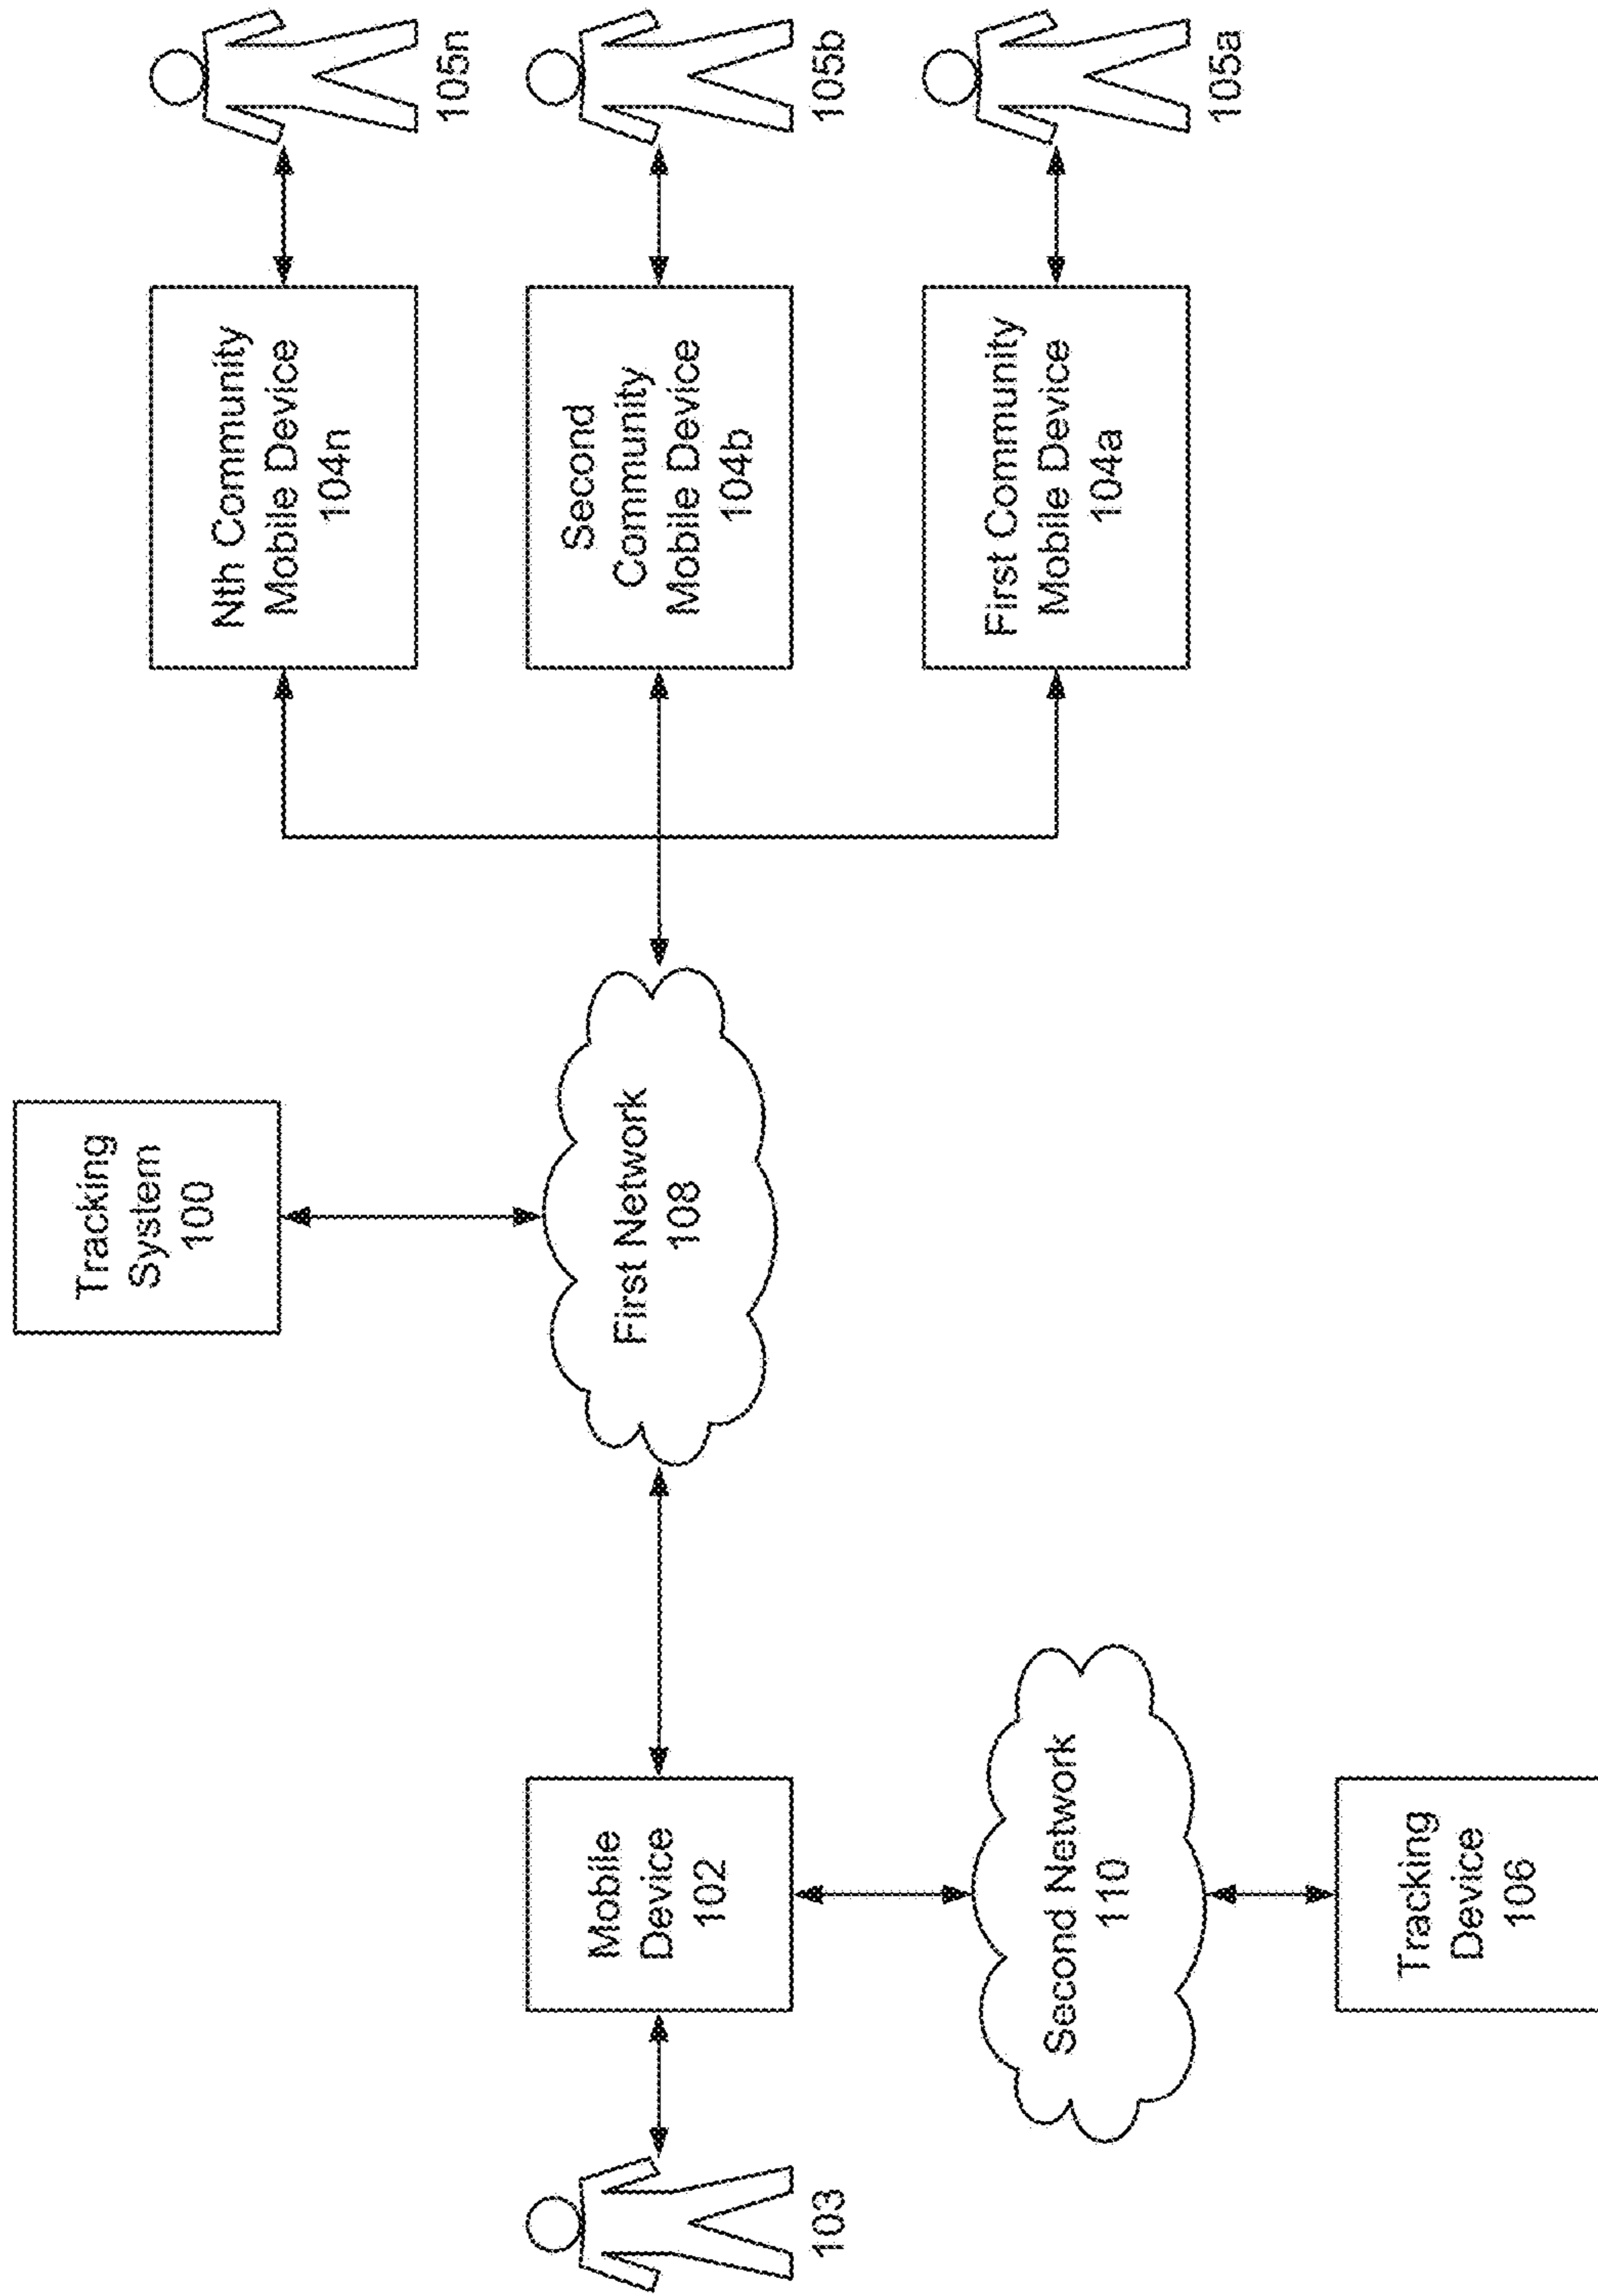 Tracking
System
100
Nth Community
Mobile Device
104n
105n
103
Mobile
Device
102
First Network
108
Second
Community
Mobile Device
104b
105b
Second Network
110
First Community
Mobile Device
104a
105a
Tracking
Device
106